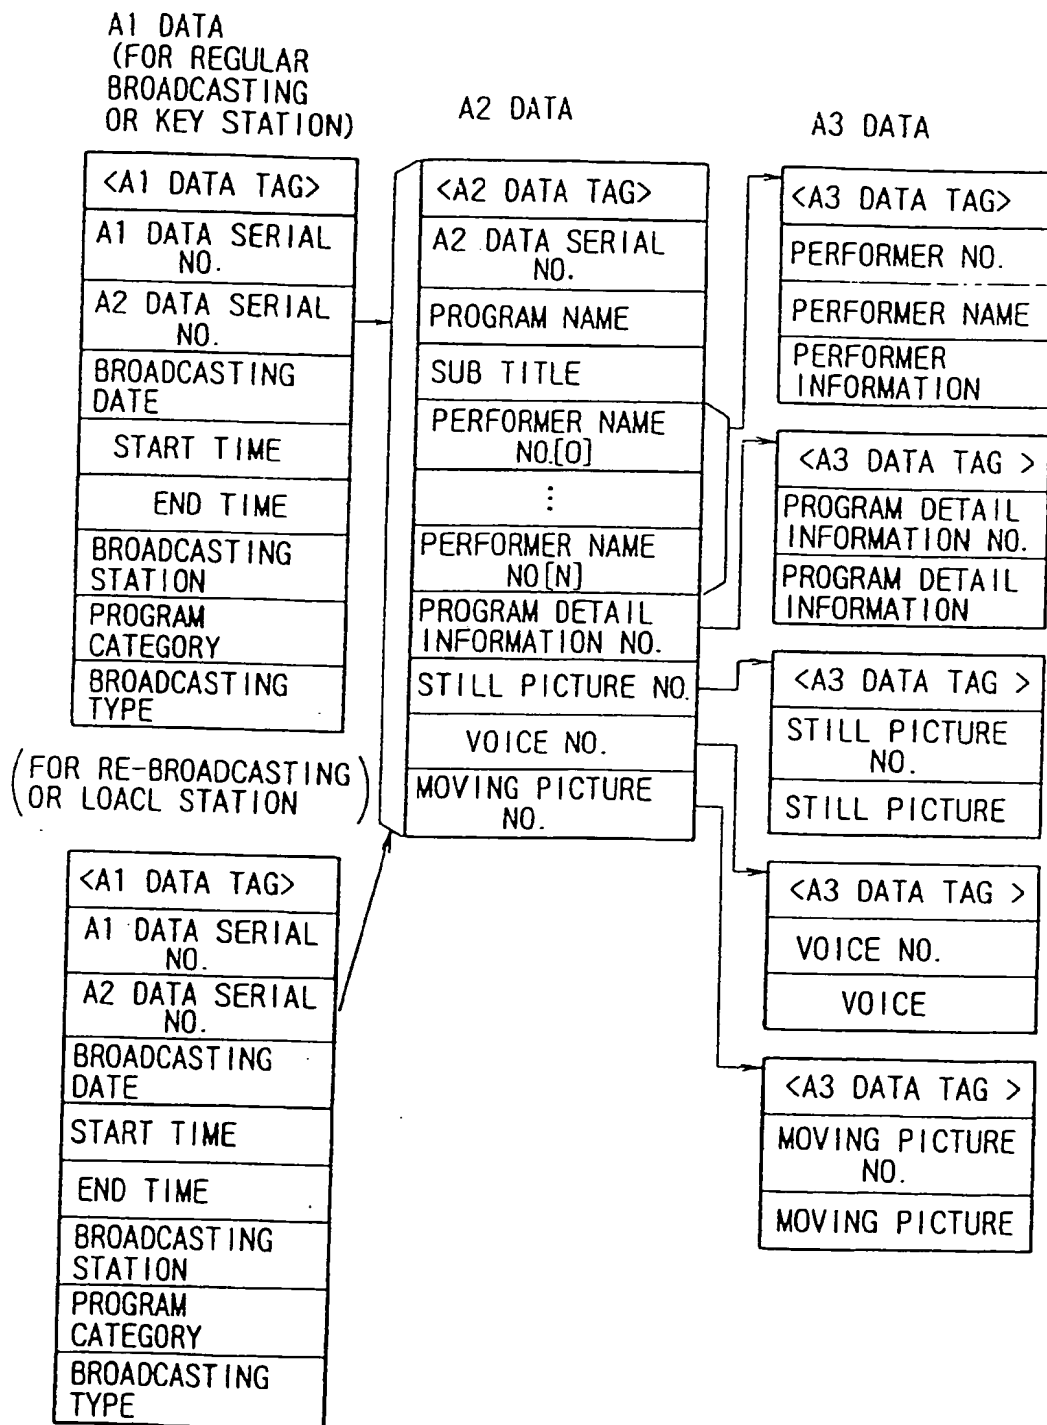 A1 DATA
(FOR REGULAR
BROADCASTING
OR KEY STATION)
<A1 DATA TAG>
A1 DATA SERIAL
NO.
A2 DATA SERIAL
NO.
BROADCASTING
DATE
START TIME
END TIME
BROADCASTING
STATION
PROGRAM
CATEGORY
BROADCASTING
TYPE
(FOR RE-BROADCASTING
OR LOACL STATION)
<A1 DATA TAG>
A1 DATA SERIAL
NO.
A2 DATA SERIAL
NO.
BROADCASTING
DATE
START TIME
END TIME
BROADCASTING
STATION
PROGRAM
CATEGORY
BROADCASTING
TYPE
A2 DATA
<A2 DATA TAG>
A2 DATA SERIAL
NO.
PROGRAM NAME
SUB TITLE
PERFORMER NAME
NO.[0]
⋮
PERFORMER NAME
NO[N]
PROGRAM DETAIL
INFORMATION NO.
STILL PICTURE NO.
VOICE NO.
MOVING PICTURE
NO.
A3 DATA
<A3 DATA TAG>
PERFORMER NO.
PERFORMER NAME
PERFORMER
INFORMATION
<A3 DATA TAG >
PROGRAM DETAIL
INFORMATION NO.
PROGRAM DETAIL
INFORMATION
<A3 DATA TAG >
STILL PICTURE
NO.
STILL PICTURE
<A3 DATA TAG >
VOICE NO.
VOICE
<A3 DATA TAG >
MOVING PICTURE
NO.
MOVING PICTURE